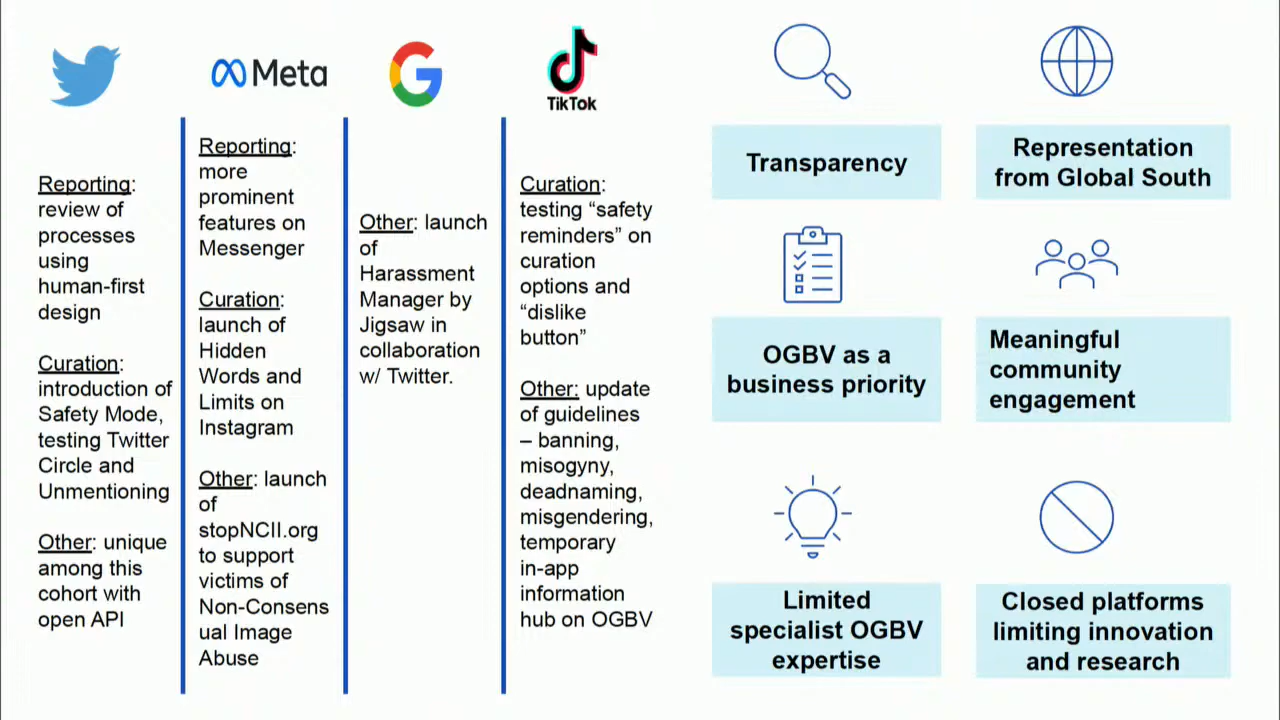 Meta
TikTok
Reporting:
review of
processes
using
human-first
design
Curation:
introduction of
Safety Mode,
testing Twitter
Circle and
Unmentioning
Other: unique
among this
cohort with
open API
Reporting:
more
prominent
features on
Messenger
Curation:
launch of
Hidden
Words and
Limits on
Instagram
Other: launch
of
stopNCII.org
to support
victims of
Non-Consens
ual Image
Abuse
Other: launch
of
Harassment
Manager by
Jigsaw in
collaboration
w/ Twitter.
Curation:
testing “safety
reminders” on
curation
options and
“dislike
button”
Other: update
of guidelines
– banning,
misogyny,
deadnaming,
misgendering,
temporary
in-app
information
hub on OGBV
Transparency
Representation
from Global South
OGBV as a
business priority
Meaningful
community
engagement
Limited
specialist OGBV
expertise
Closed platforms
limiting innovation
and research